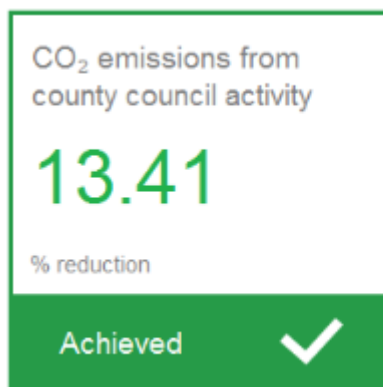 CO₂ emissions from
county council activity
13.41
% reduction
Achieved